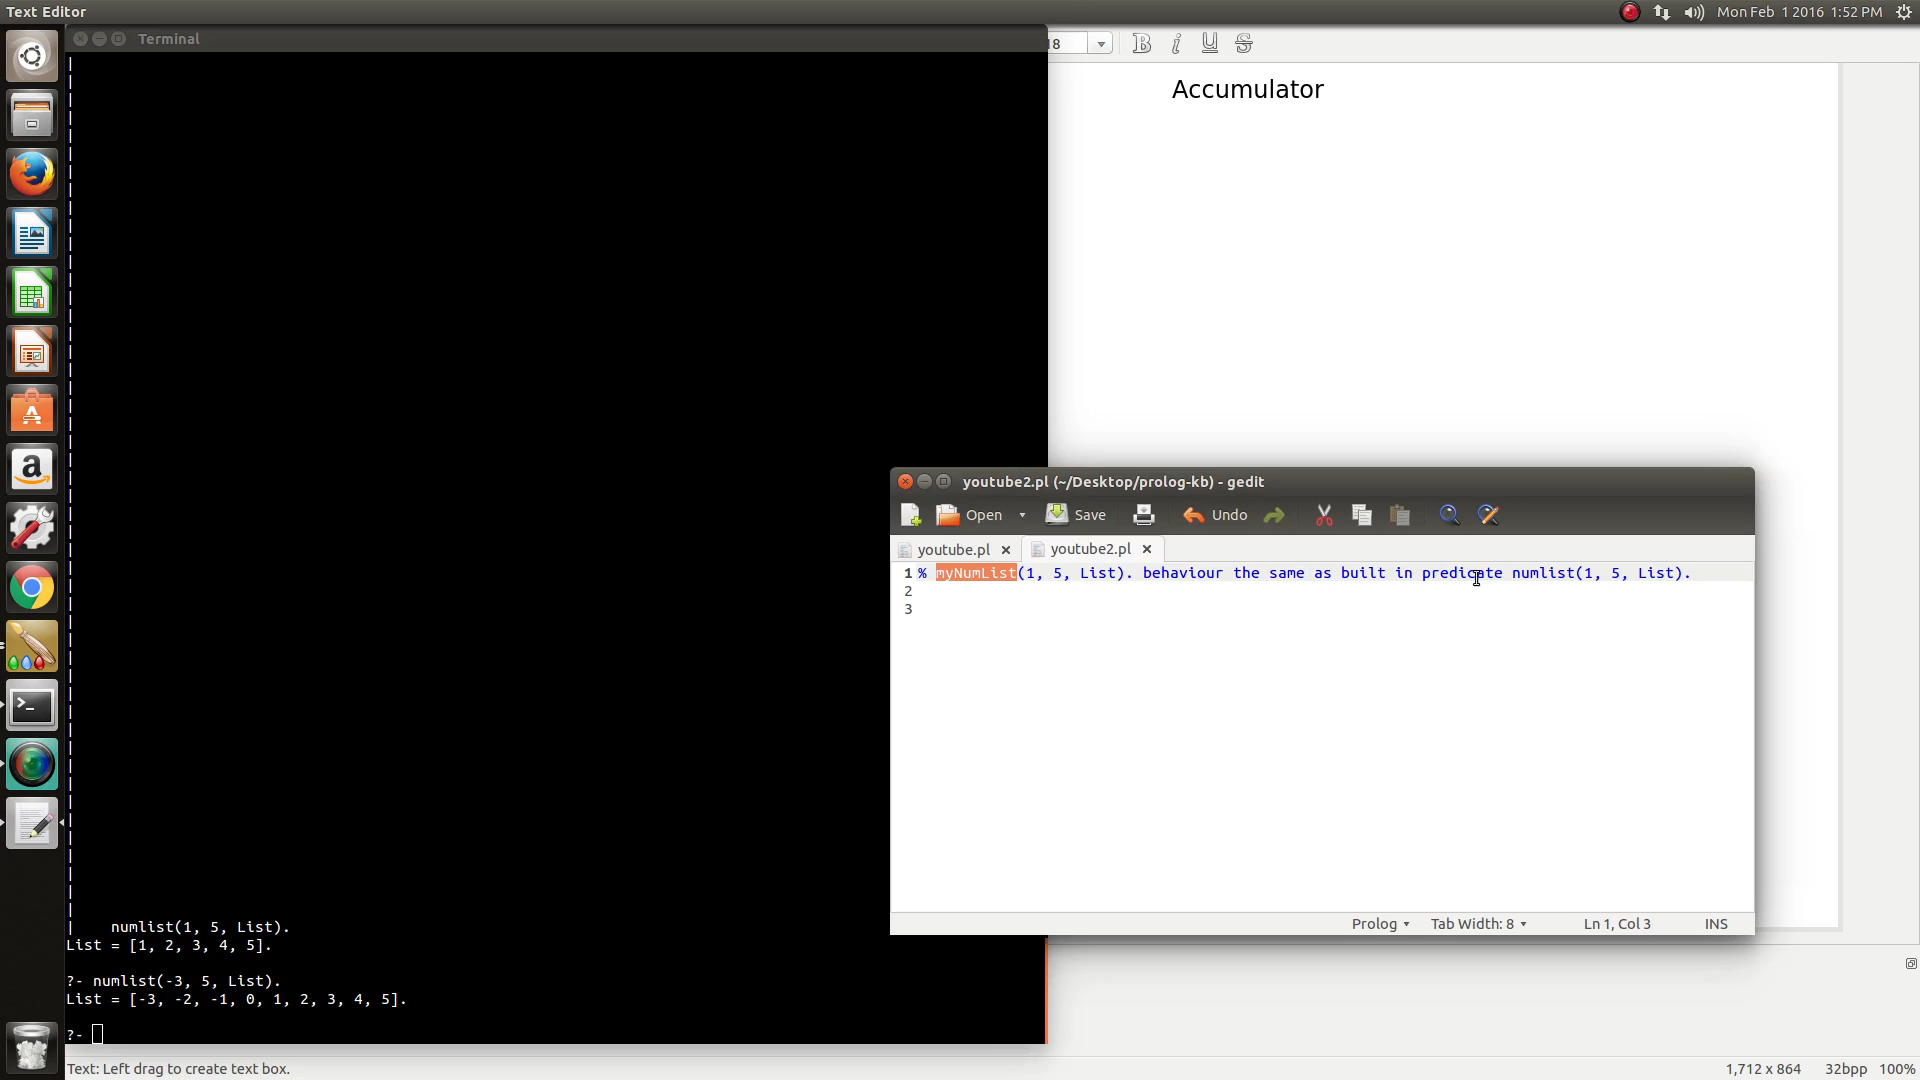 Text Editor
Mon Feb 1 2016 1:52 PM
Terminal
18
B i U S
Accumulator
youtube2.pl (~/Desktop/prolog-kb) - gedit
Open Save Undo
youtube.pl youtube2.pl
1 % myNumList(1, 5, List). behaviour the same as built in predicate numlist(1, 5, List).
2
3
Prolog Tab Width: 8 Ln 1, Col 3 INS
| numlist(1, 5, List).
List = [1, 2, 3, 4, 5].
?- numlist(-3, 5, List).
List = [-3, -2, -1, 0, 1, 2, 3, 4, 5].
?-
Text: Left drag to create text box.
1,712 x 864 32bpp 100%